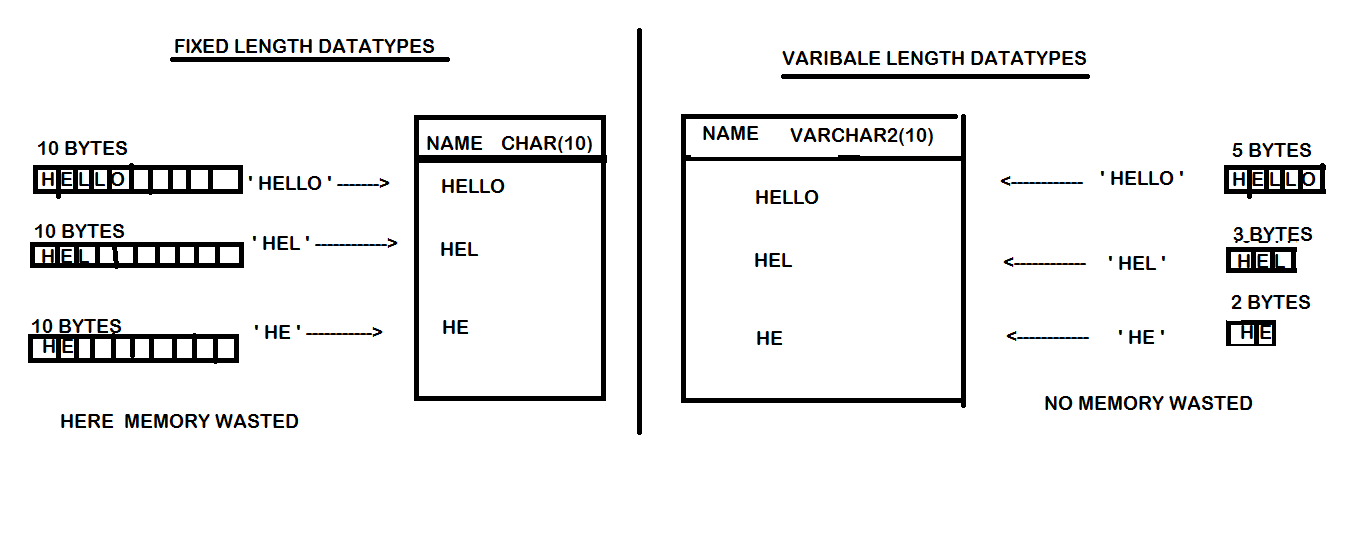 FIXED LENGTH DATATYPES
10 BYTES
HELLO
' HELLO ' ------->
10 BYTES
HEL
' HEL ' ------------>
10 BYTES
HE
' HE ' ----------->
NAME CHAR(10)
HELLO
HEL
HE
HERE MEMORY WASTED
VARIBALE LENGTH DATATYPES
NAME VARCHAR2(10)
HELLO
HEL
HE
<------------ ' HELLO '
5 BYTES
HELLO
<------------ ' HEL '
3 BYTES
HEL
<------------ ' HE '
2 BYTES
HE
NO MEMORY WASTED